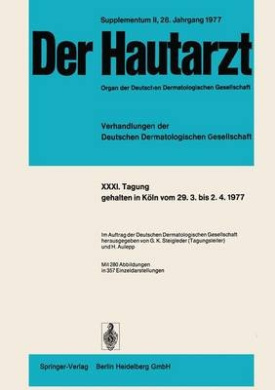 Supplementum II, 28. Jahrgang 1977
Der Hautarzt
Organ der Deutschen Dermatologischen Gesellschaft
Verhandlungen der
Deutschen Dermatologischen Gesellschaft
XXXI. Tagung
gehalten in Köln vom 29. 3. bis 2. 4. 1977
Im Auftrag der Deutschen Dermatologischen Gesellschaft
herausgegeben von G. K. Steigleder (Tagungsleiter)
und H. Aulepp
Mit 280 Abbildungen
in 357 Einzeldarstellungen
Springer-Verlag Berlin Heidelberg GmbH